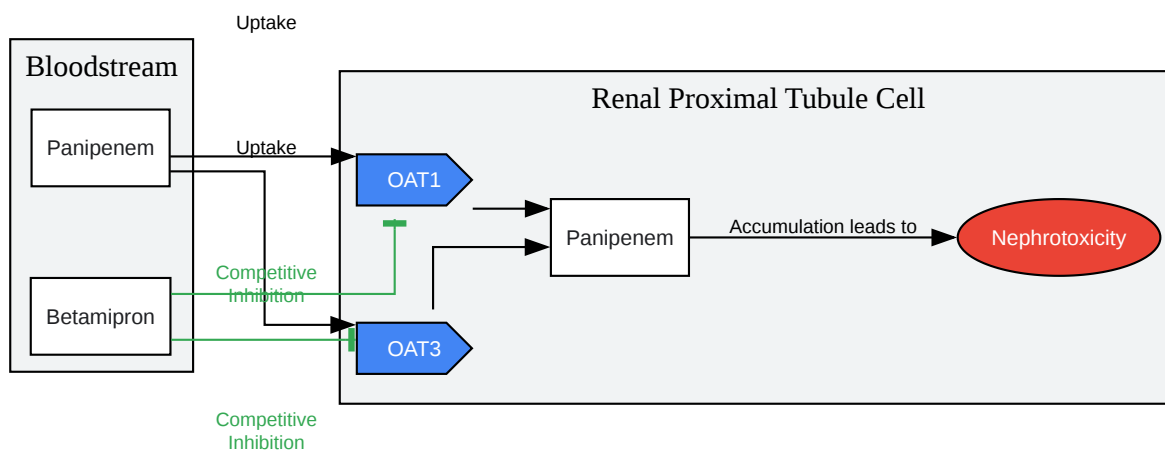 Uptake
Bloodstream
Renal Proximal Tubule Cell
Panipenem
Uptake
OAT1
Panipenem
Accumulation leads to
Nephrotoxicity
Competitive
Inhibition
Betamipron
OAT3
Competitive
Inhibition